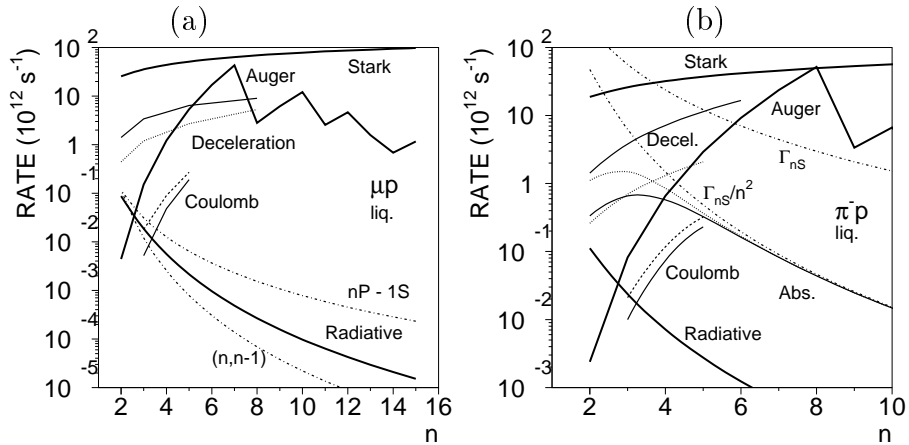 (a)
RATE (10^12 s^-1)
10^2
10
1
10^-1
10^-2
10^-3
10^-4
10^-5
Stark
Auger
Deceleration
Coulomb
μp
liq.
nP - 1S
Radiative
(n,n-1)
2 4 6 8 10 12 14 16
n
(b)
RATE (10^12 s^-1)
10^2
10
1
10^-1
10^-2
10^-3
Stark
Auger
Decel.
ΓnS
ΓnS/n^2
π-p
liq.
Coulomb
Abs.
Radiative
2 4 6 8 10
n